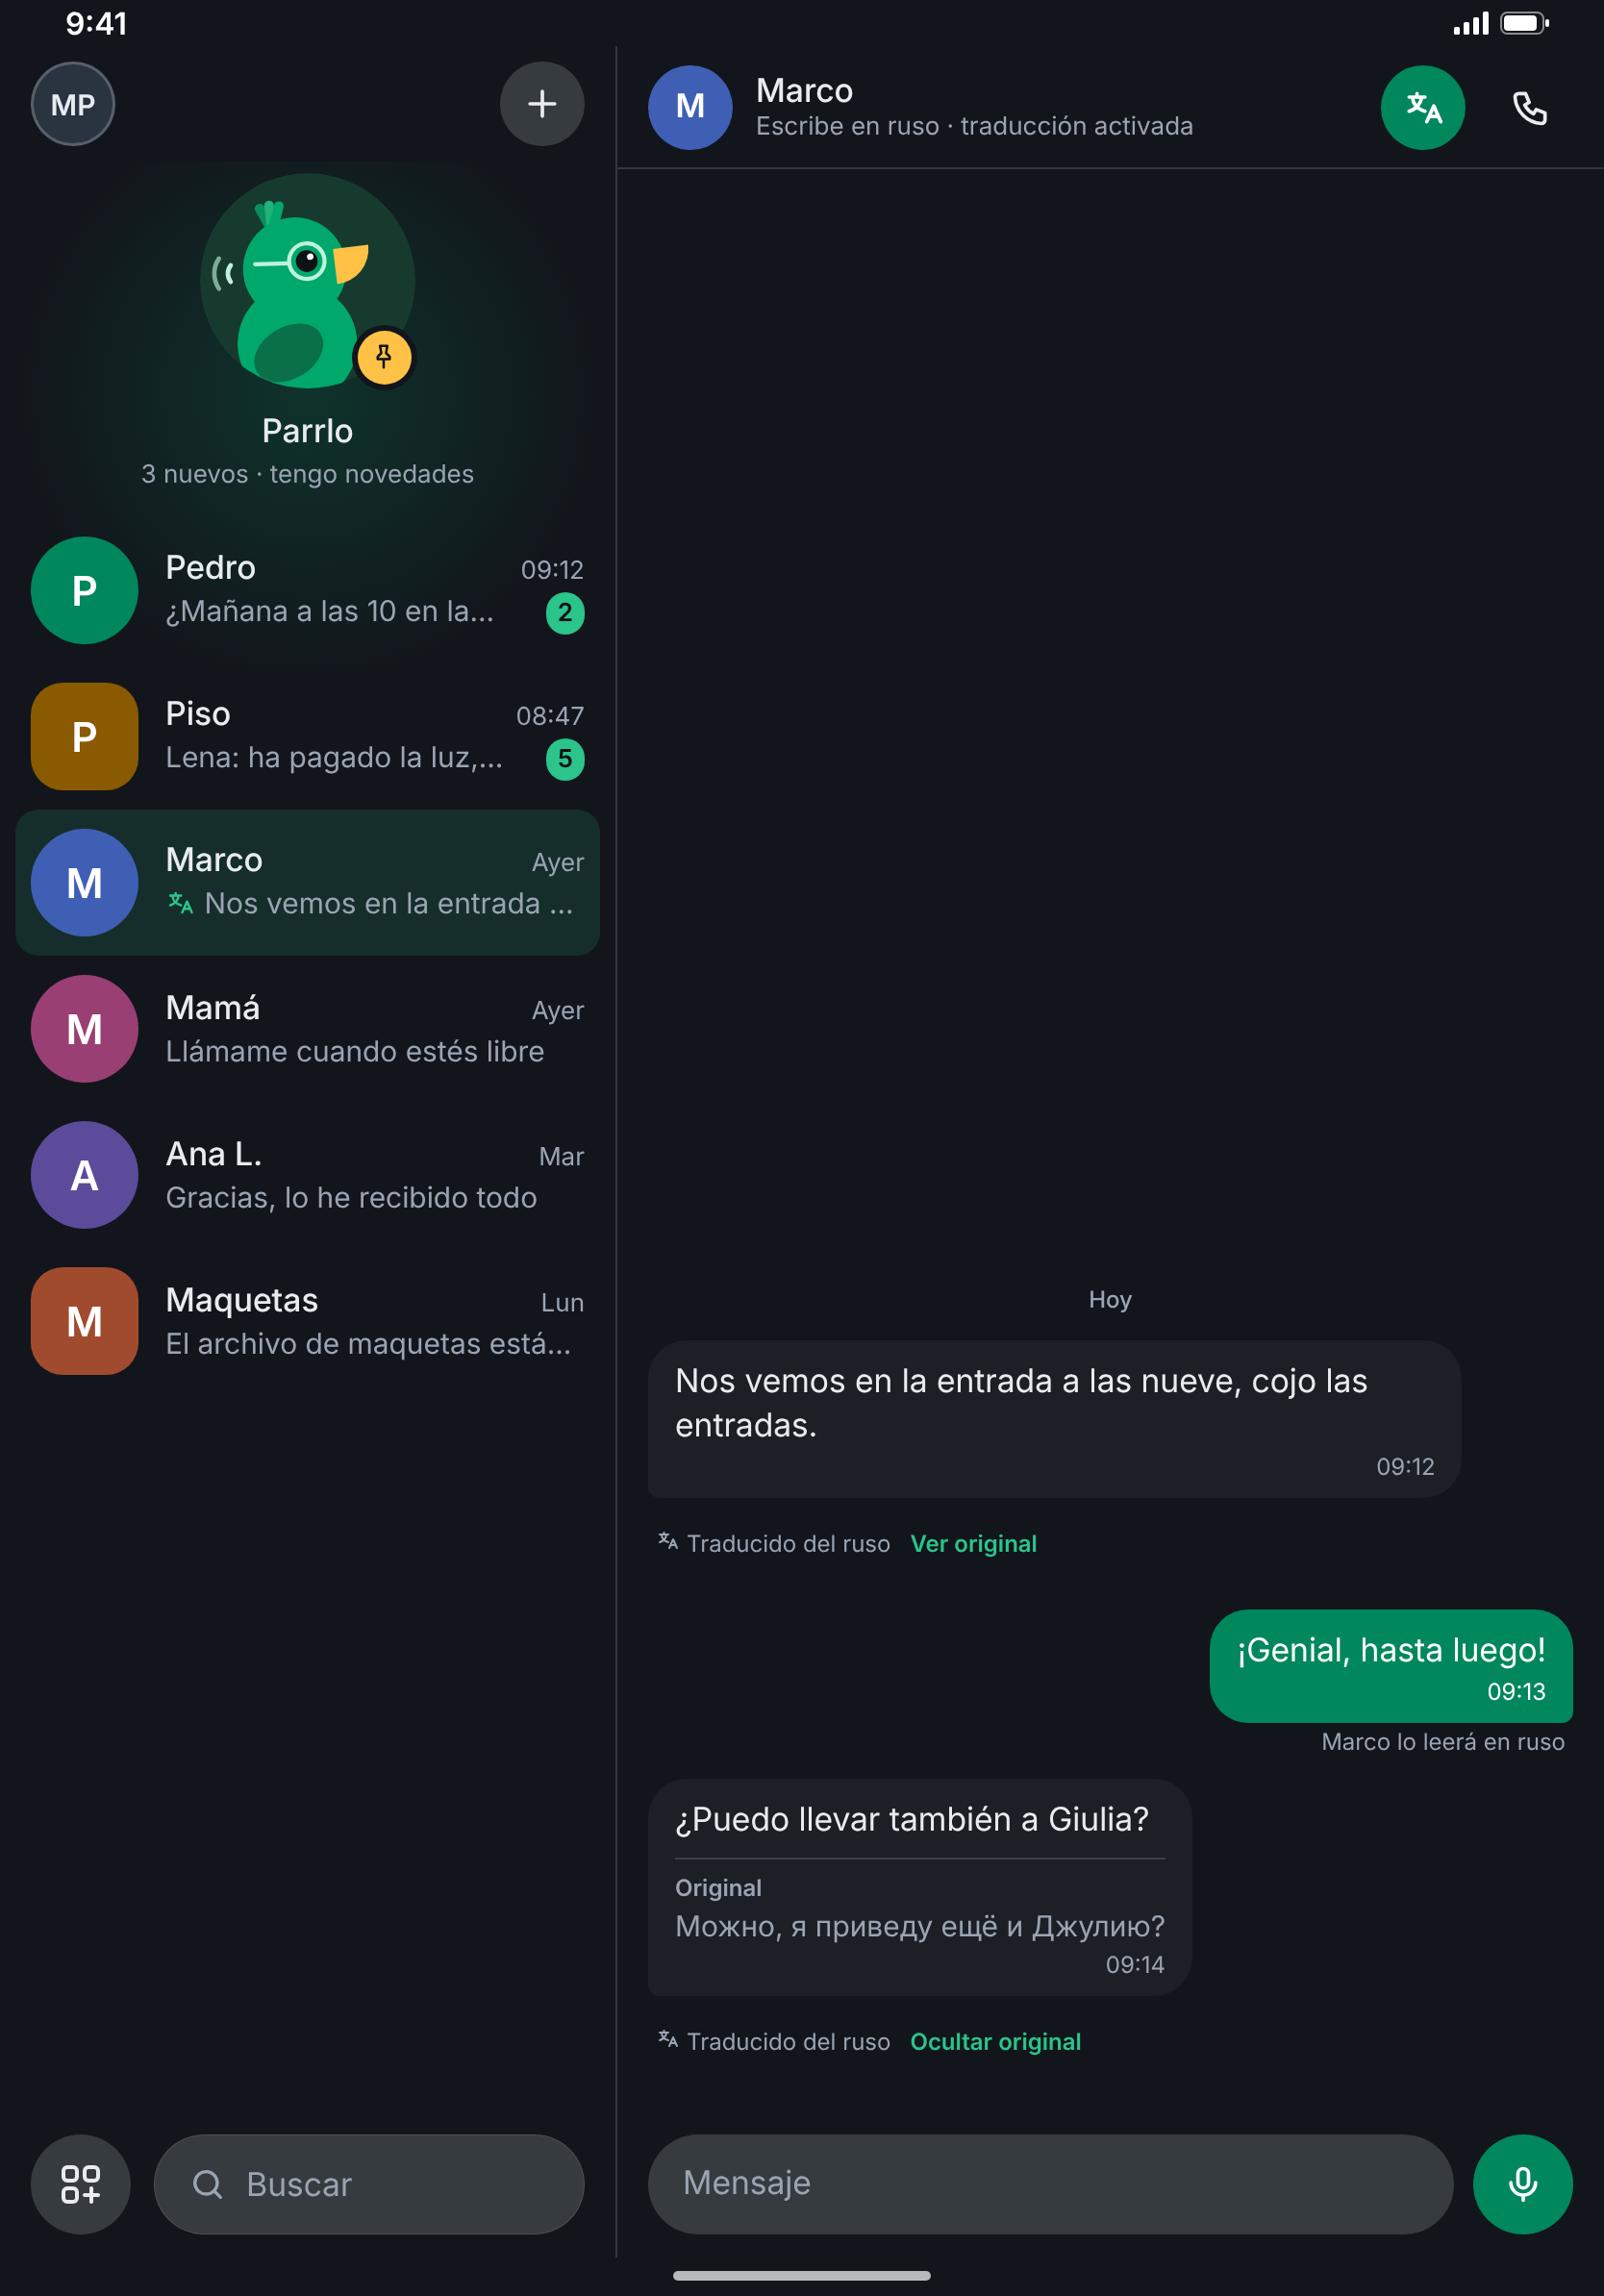 9:41
MP
Parrlo
3 nuevos · tengo novedades
P
Pedro
09:12
¿Mañana a las 10 en la...
2
P
Piso
08:47
Lena: ha pagado la luz,...
5
M
Marco
Ayer
Nos vemos en la entrada ...
M
Mamá
Ayer
Llámame cuando estés libre
A
Ana L.
Mar
Gracias, lo he recibido todo
M
Maquetas
Lun
El archivo de maquetas está...
Buscar
M
Marco
Escribe en ruso · traducción activada
Hoy
Nos vemos en la entrada a las nueve, cojo las
entradas.
09:12
Traducido del ruso Ver original
¡Genial, hasta luego!
09:13
Marco lo leerá en ruso
¿Puedo llevar también a Giulia?
Original
Можно, я приведу ещё и Джулию?
09:14
Traducido del ruso Ocultar original
Mensaje